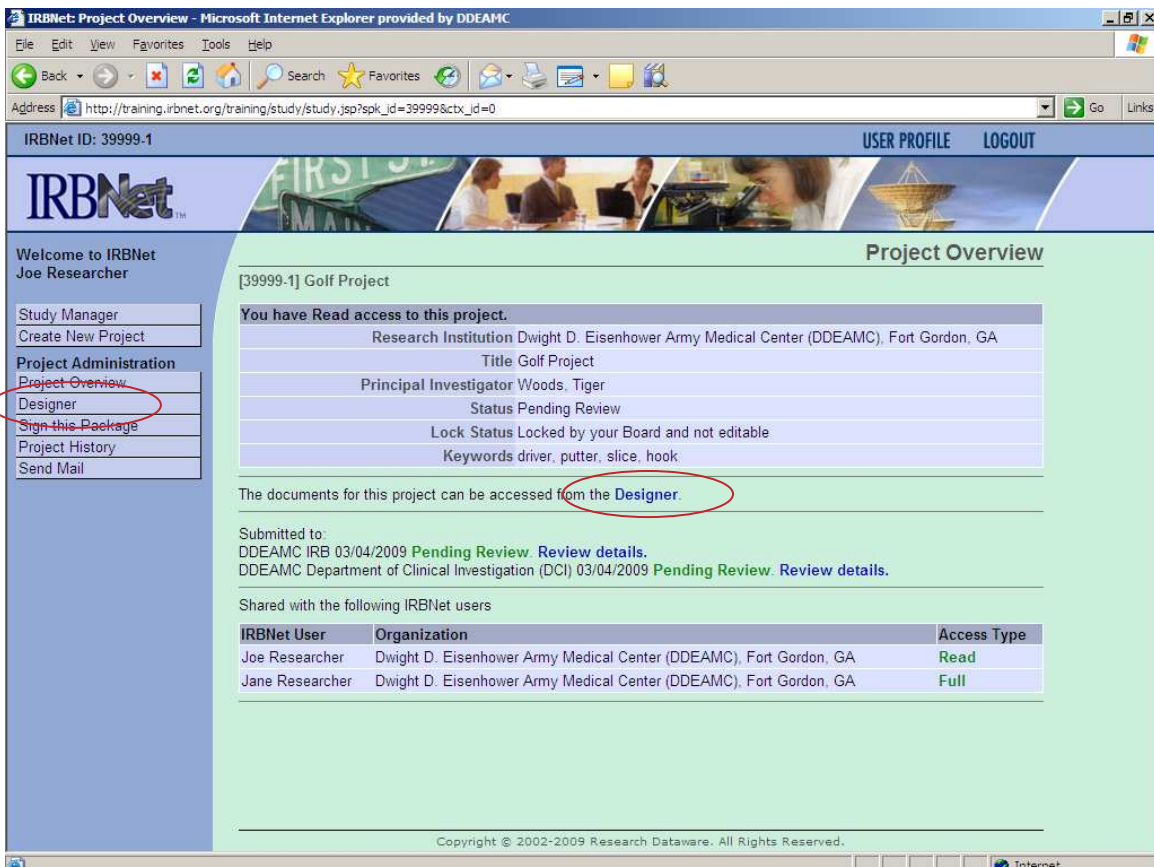 IRBNet: Project Overview - Microsoft Internet Explorer provided by DDEAMC
File Edit View Favorites Tools Help
Back Search Favorites
Address http://training.irbnet.org/training/study/study.jsp?spk_id=39999&ctx_id=0 Go Links
IRBNet ID: 39999-1 USER PROFILE LOGOUT
IRBNet™
FIRST ST.
MAIN
Welcome to IRBNet
Joe Researcher
Study Manager
Create New Project
Project Administration
Project Overview
Designer
Sign this Package
Project History
Send Mail
Project Overview
[39999-1] Golf Project
You have Read access to this project.
Research Institution Dwight D. Eisenhower Army Medical Center (DDEAMC), Fort Gordon, GA
Title Golf Project
Principal Investigator Woods, Tiger
Status Pending Review
Lock Status Locked by your Board and not editable
Keywords driver, putter, slice, hook
The documents for this project can be accessed from the Designer.
Submitted to:
DDEAMC IRB 03/04/2009 Pending Review. Review details.
DDEAMC Department of Clinical Investigation (DCI) 03/04/2009 Pending Review. Review details.
Shared with the following IRBNet users
IRBNet User Organization Access Type
Joe Researcher Dwight D. Eisenhower Army Medical Center (DDEAMC), Fort Gordon, GA Read
Jane Researcher Dwight D. Eisenhower Army Medical Center (DDEAMC), Fort Gordon, GA Full
Copyright © 2002-2009 Research Dataware. All Rights Reserved.
Internet